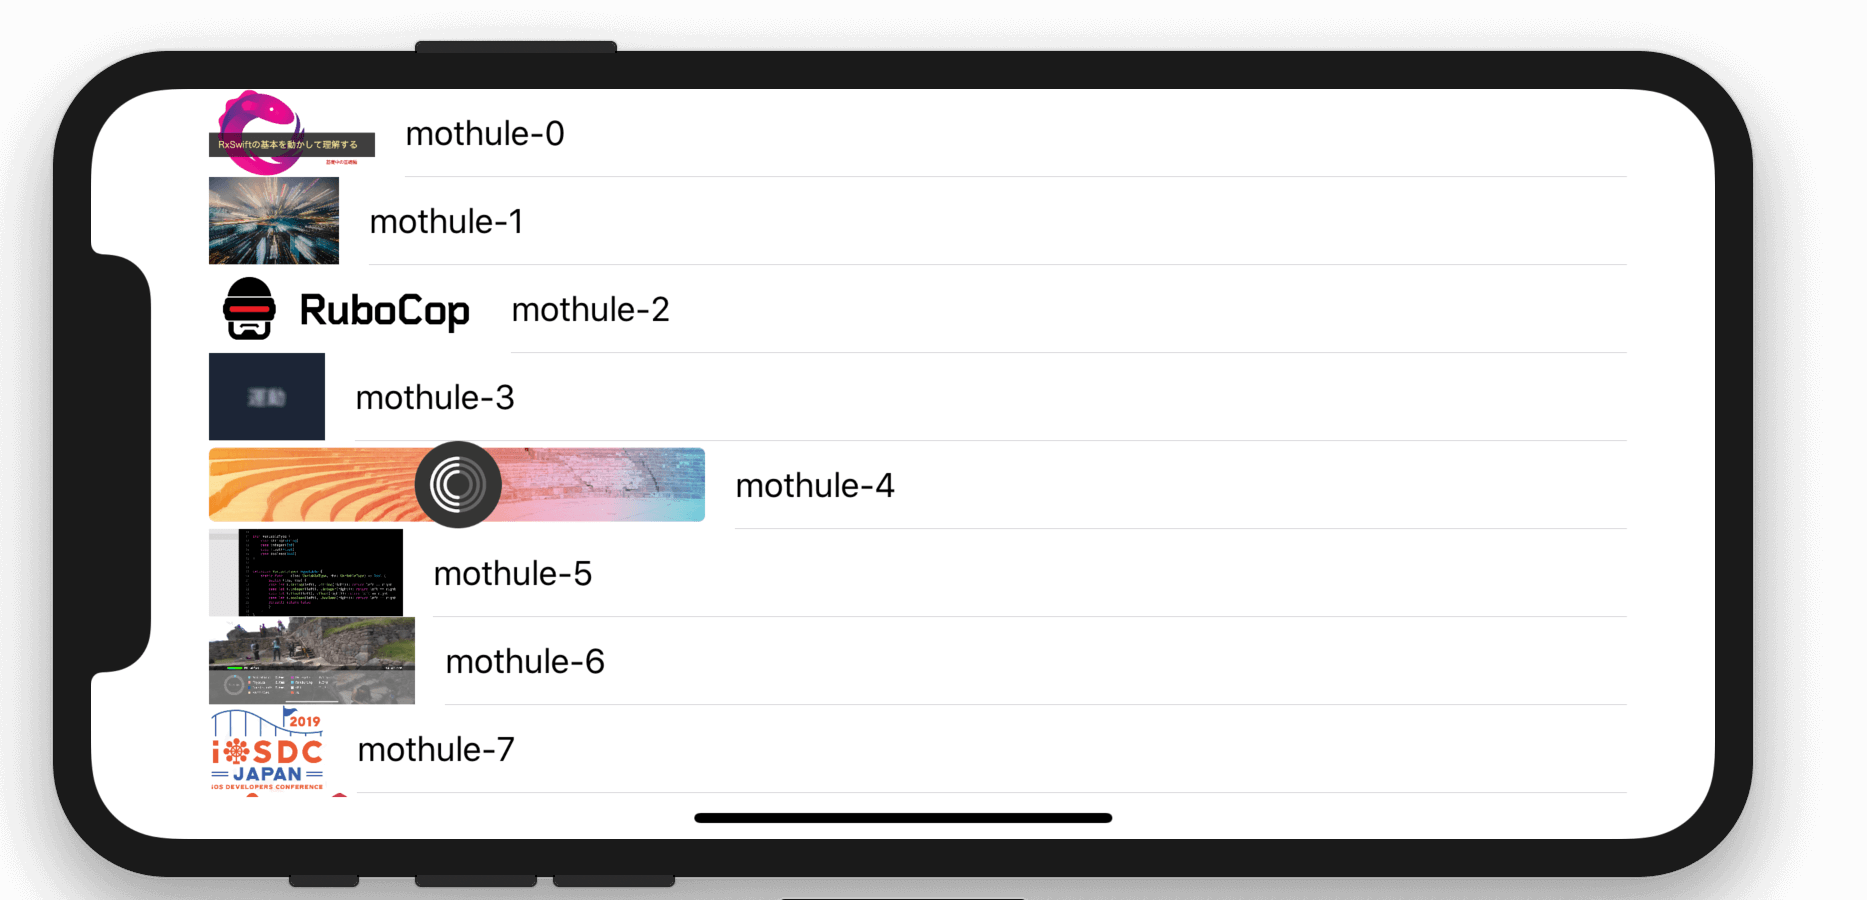 RxSwiftの基本を動かして理解する
mothule-0
mothule-1
RuboCop
mothule-2
運動
mothule-3
mothule-4
mothule-5
mothule-6
2019
iOSDC
JAPAN
iOS DEVELOPERS CONFERENCE
mothule-7